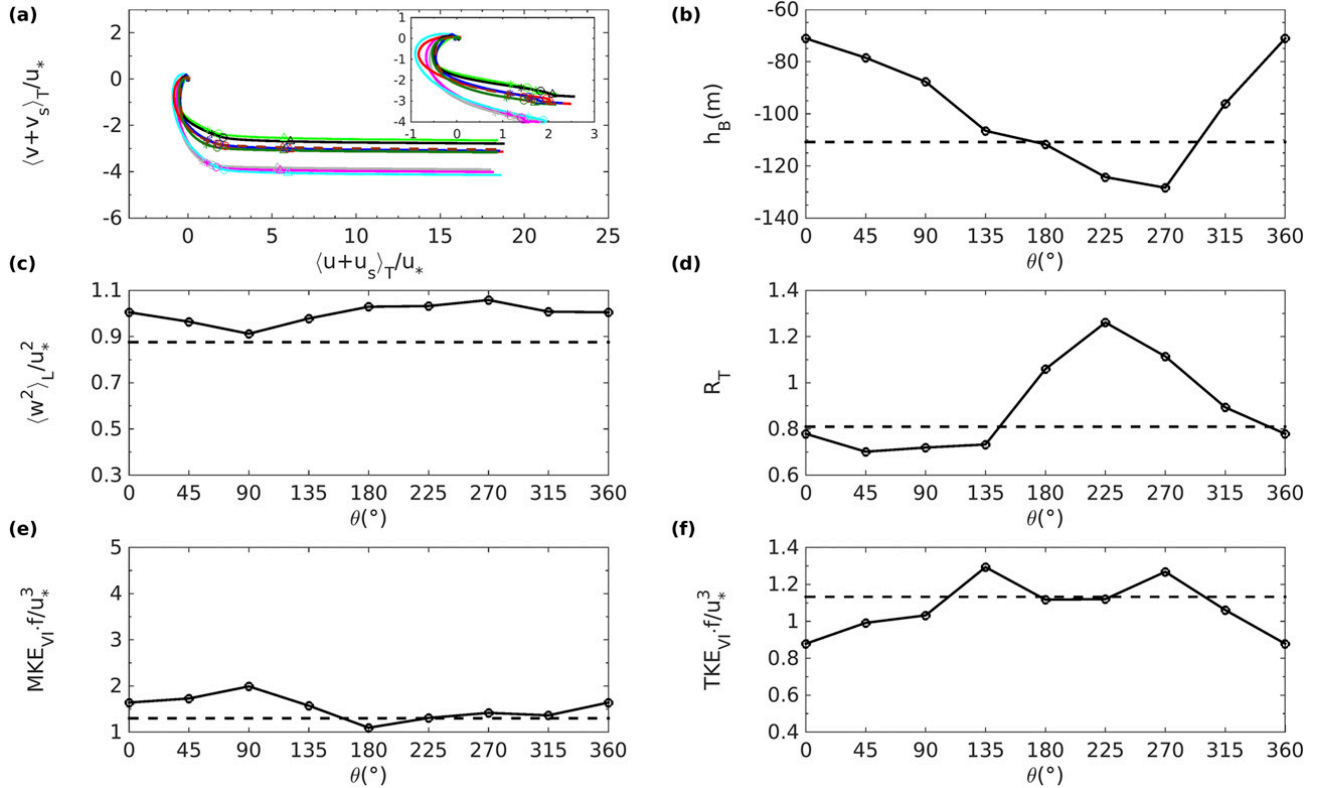 (a)
3
0
-2
-4
-6
⟨v+v_s⟩_T/u_*
0 5 10 15 20 25
⟨u+u_s⟩_T/u_*
1
0
-1
-2
-3
-4
-1 0 1 2 3
(b)
-60
-80
-100
-120
-140
h_B(m)
0 45 90 135 180 225 270 315 360
θ(°)
(c)
1.1
0.9
0.7
0.5
0.3
⟨w²⟩_L/u_*²
0 45 90 135 180 225 270 315 360
θ(°)
(d)
1.4
1.2
1
0.8
0.6
R_T
0 45 90 135 180 225 270 315 360
θ(°)
(e)
5
4
3
2
1
MKE_VI·f/u_*³
0 45 90 135 180 225 270 315 360
θ(°)
(f)
1.4
1.2
1
0.8
0.6
0.4
TKE_VI·f/u_*³
0 45 90 135 180 225 270 315 360
θ(°)